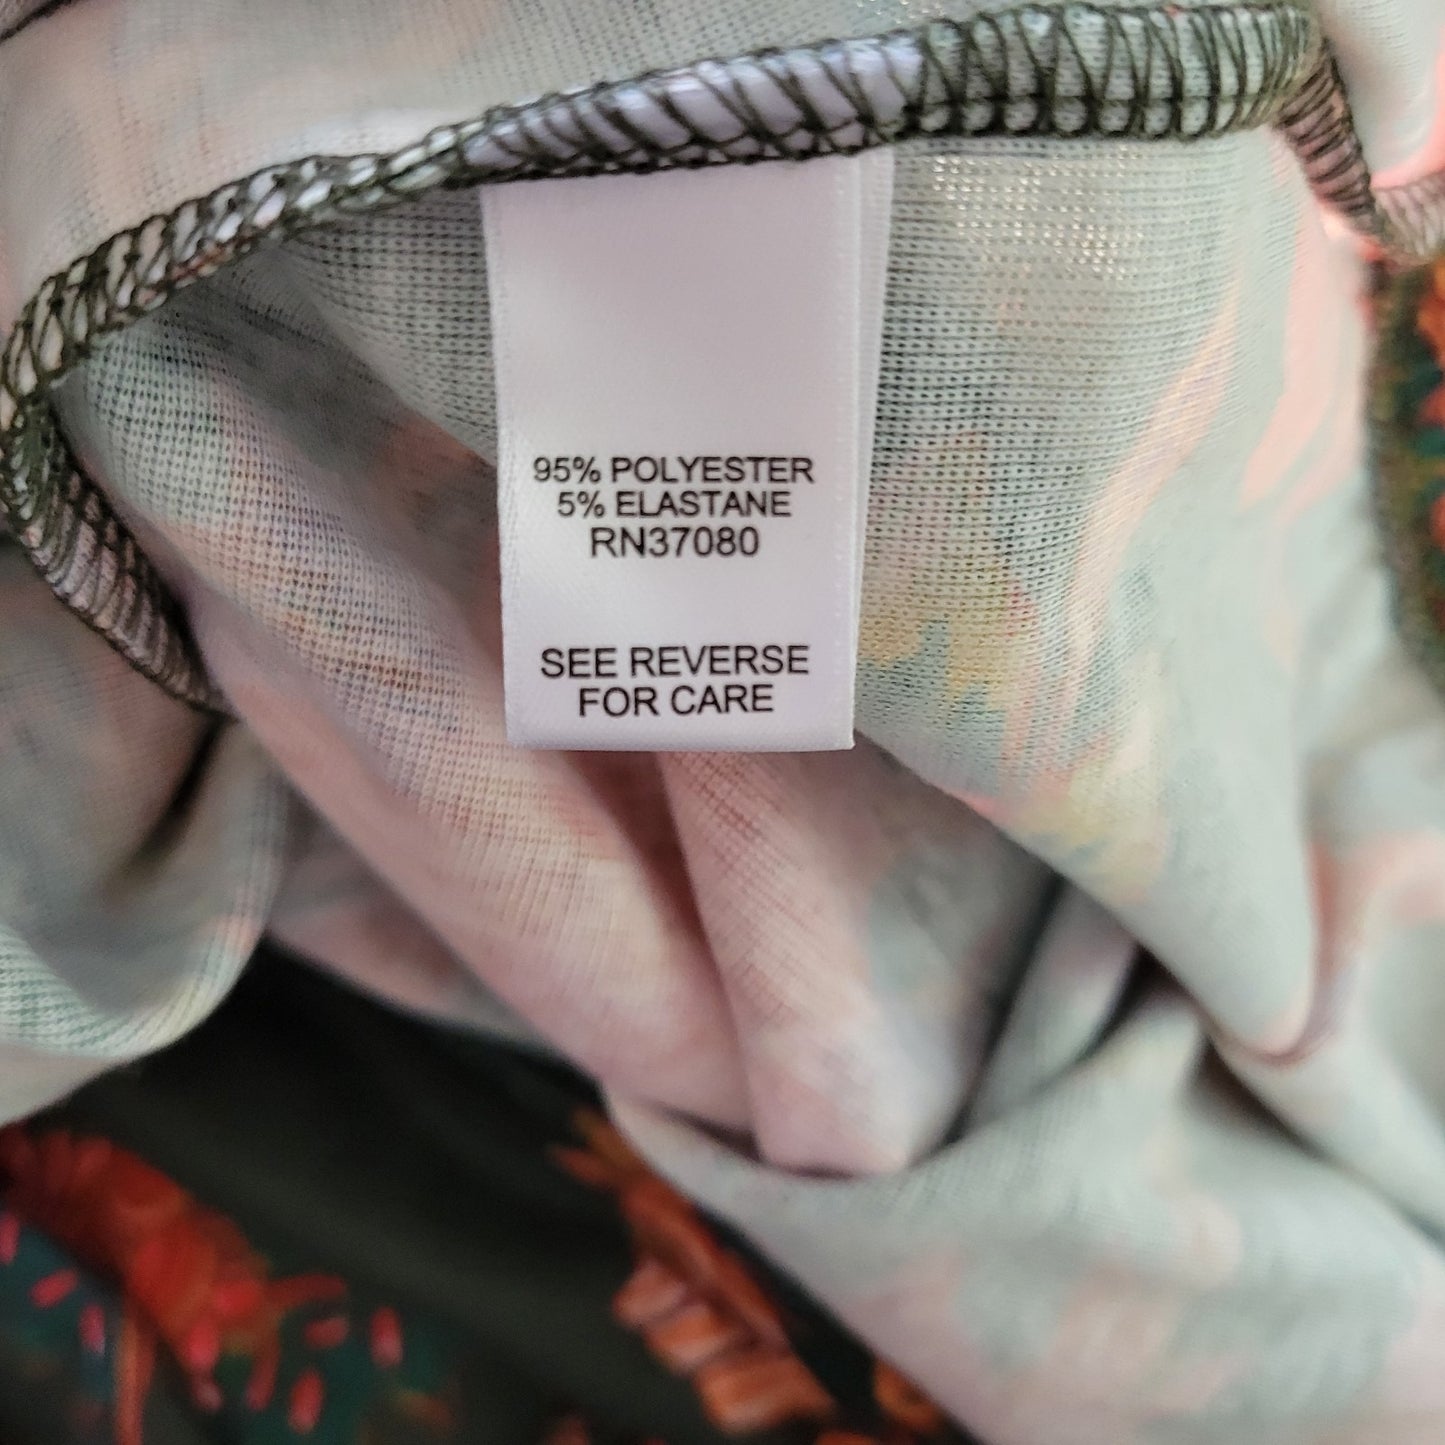 95% POLYESTER
5% ELASTANE
RN37080
SEE REVERSE
FOR CARE